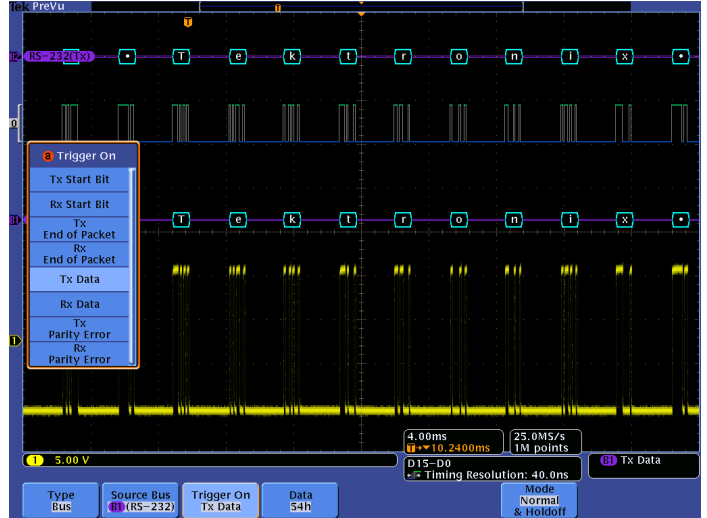 Tek PreVu
T
T
B2 RS-232(Tx) • T e k t r o n i x •
0
a Trigger On
Tx Start Bit
Rx Start Bit
B1 T e k t r o n i x •
Tx
End of Packet
Rx
End of Packet
Tx Data
Rx Data
Tx
Parity Error
Rx
Parity Error
1
4.00ms
T→▼10.2400ms
25.0MS/s
1M points
1 5.00 V
D15-D0
Timing Resolution: 40.0ns
B1 Tx Data
Type
Bus
Source Bus
B1 (RS-232)
Trigger On
Tx Data
Data
54h
Mode
Normal
& Holdoff